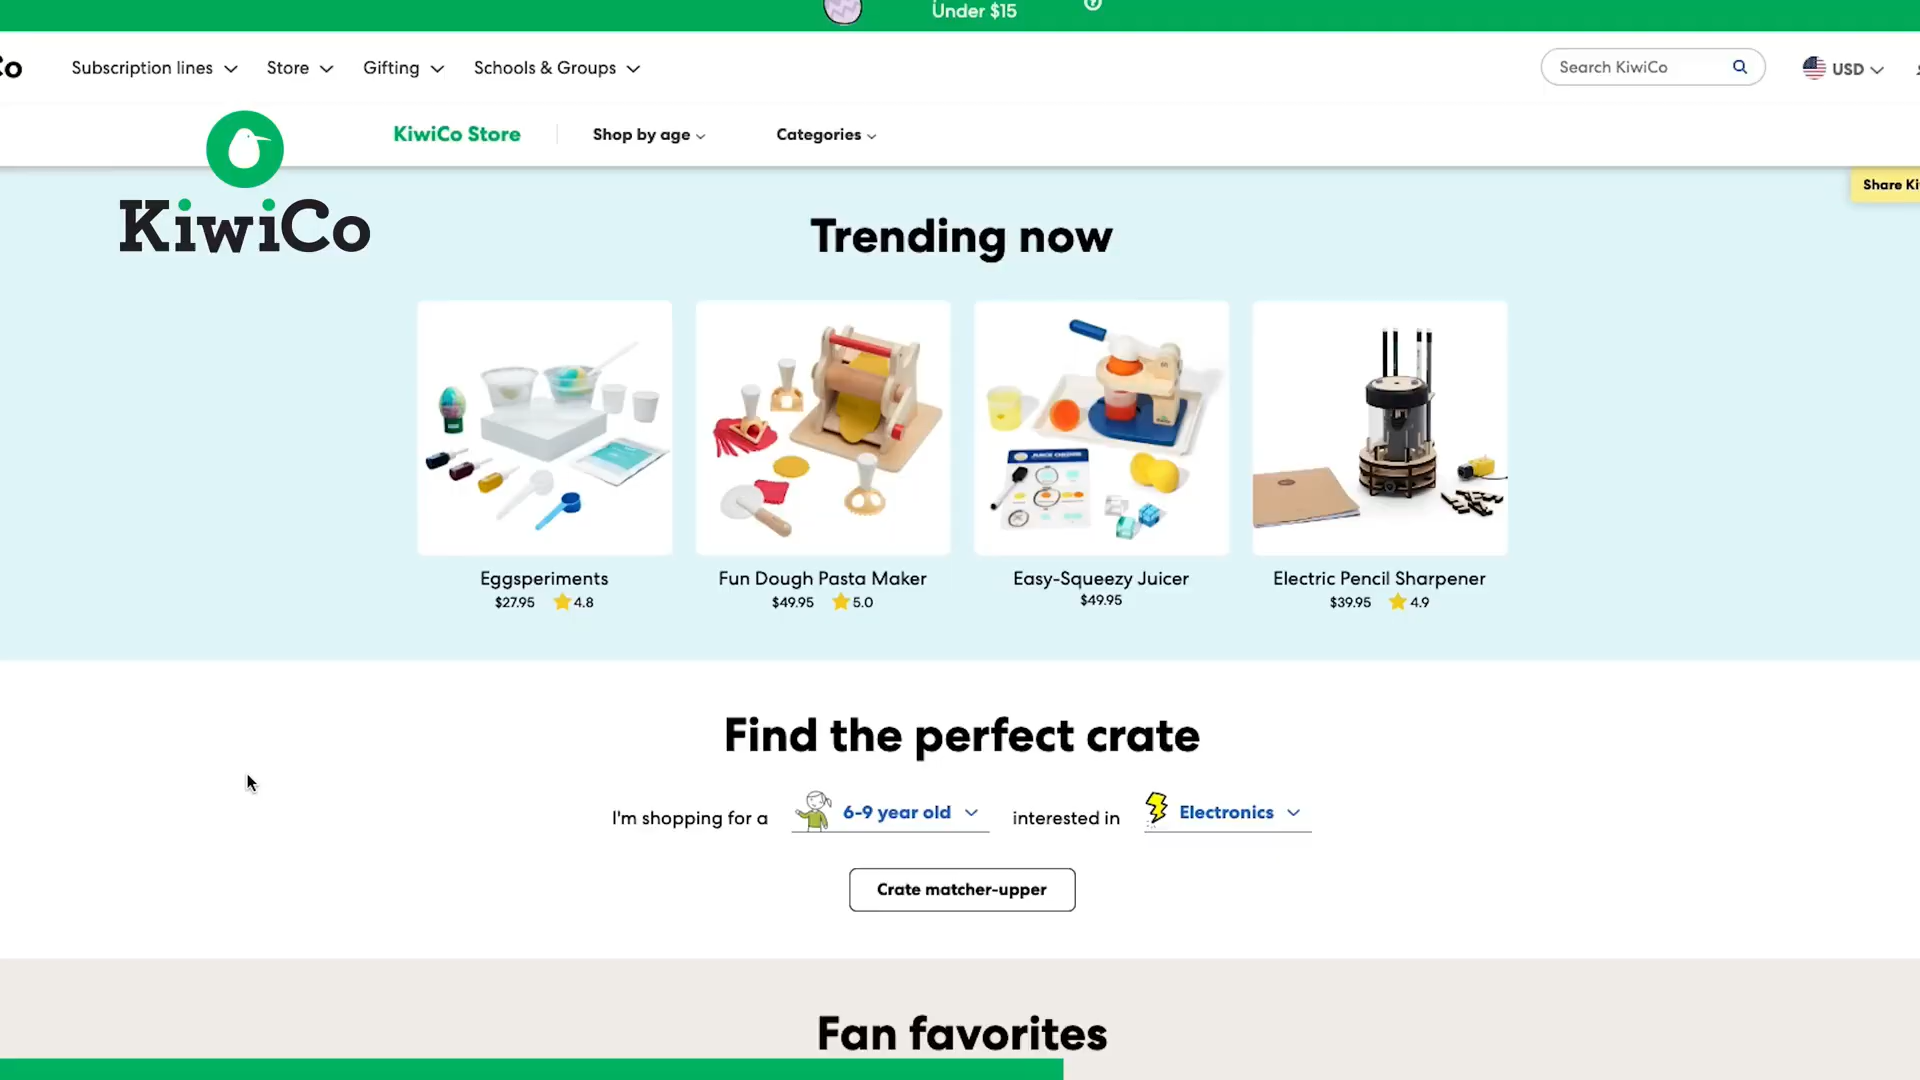 Under $15
Co
Subscription lines
Store
Gifting
Schools & Groups
Search KiwiCo
USD
KiwiCo Store
Shop by age
Categories
Share Ki
KiwiCo
Trending now
JUICE ORDER
Eggsperiments
$27.95
4.8
Fun Dough Pasta Maker
$49.95
5.0
Easy-Squeezy Juicer
$49.95
Electric Pencil Sharpener
$39.95
4.9
Find the perfect crate
I'm shopping for a
6-9 year old
interested in
Electronics
Crate matcher-upper
Fan favorites